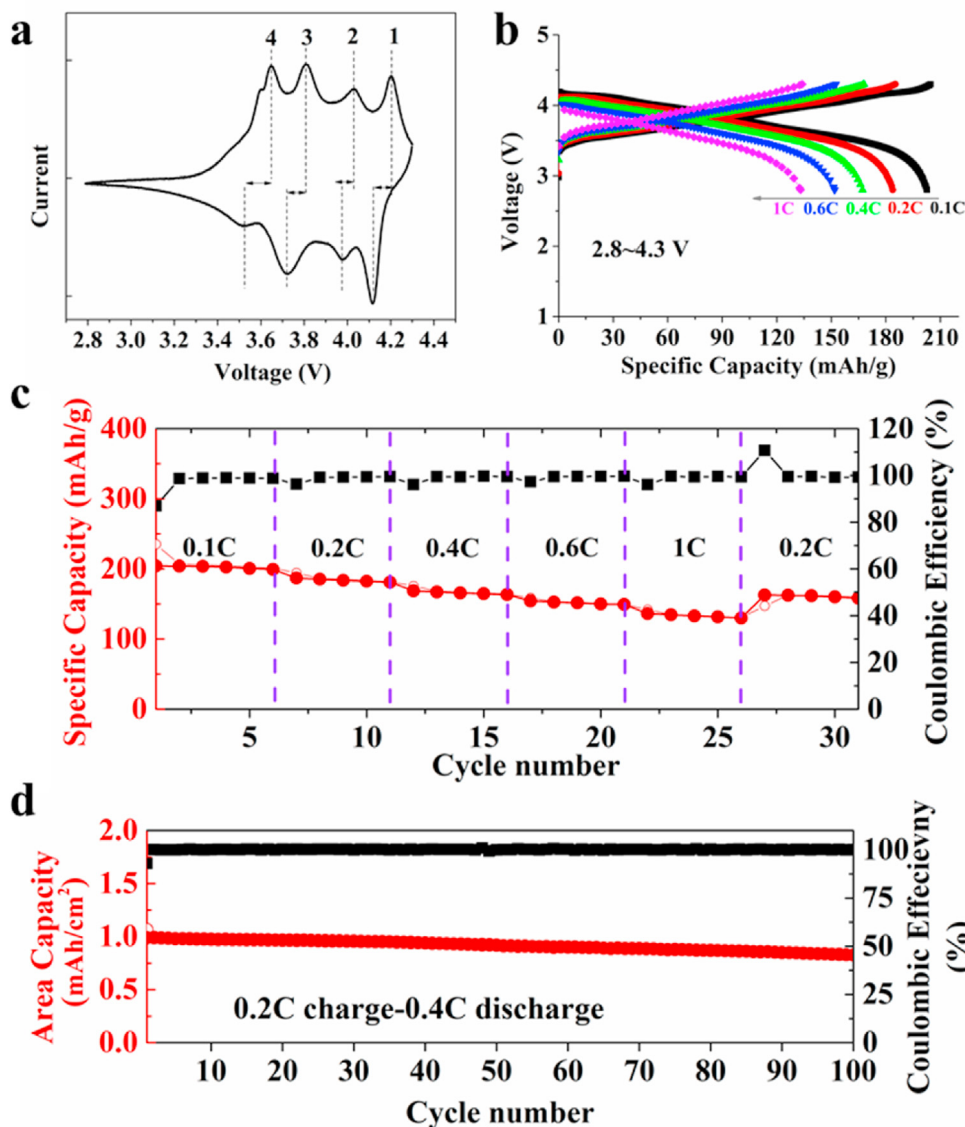 a
4 3 2 1
Current
2.8 3.0 3.2 3.4 3.6 3.8 4.0 4.2 4.4
Voltage (V)
b
5
4
3
2
1
Voltage (V)
1C 0.6C 0.4C 0.2C 0.1C
2.8~4.3 V
0 30 60 90 120 150 180 210
Specific Capacity (mAh/g)
c
400
300
200
100
0
Specific Capacity (mAh/g)
0.1C 0.2C 0.4C 0.6C 1C 0.2C
120
100
80
60
40
20
0
Coulombic Efficiency (%)
5 10 15 20 25 30
Cycle number
d
2.0
1.5
1.0
0.5
0.0
Area Capacity
(mAh/cm²)
0.2C charge-0.4C discharge
100
75
50
25
0
Coulombic Effecievny
(%)
10 20 30 40 50 60 70 80 90 100
Cycle number